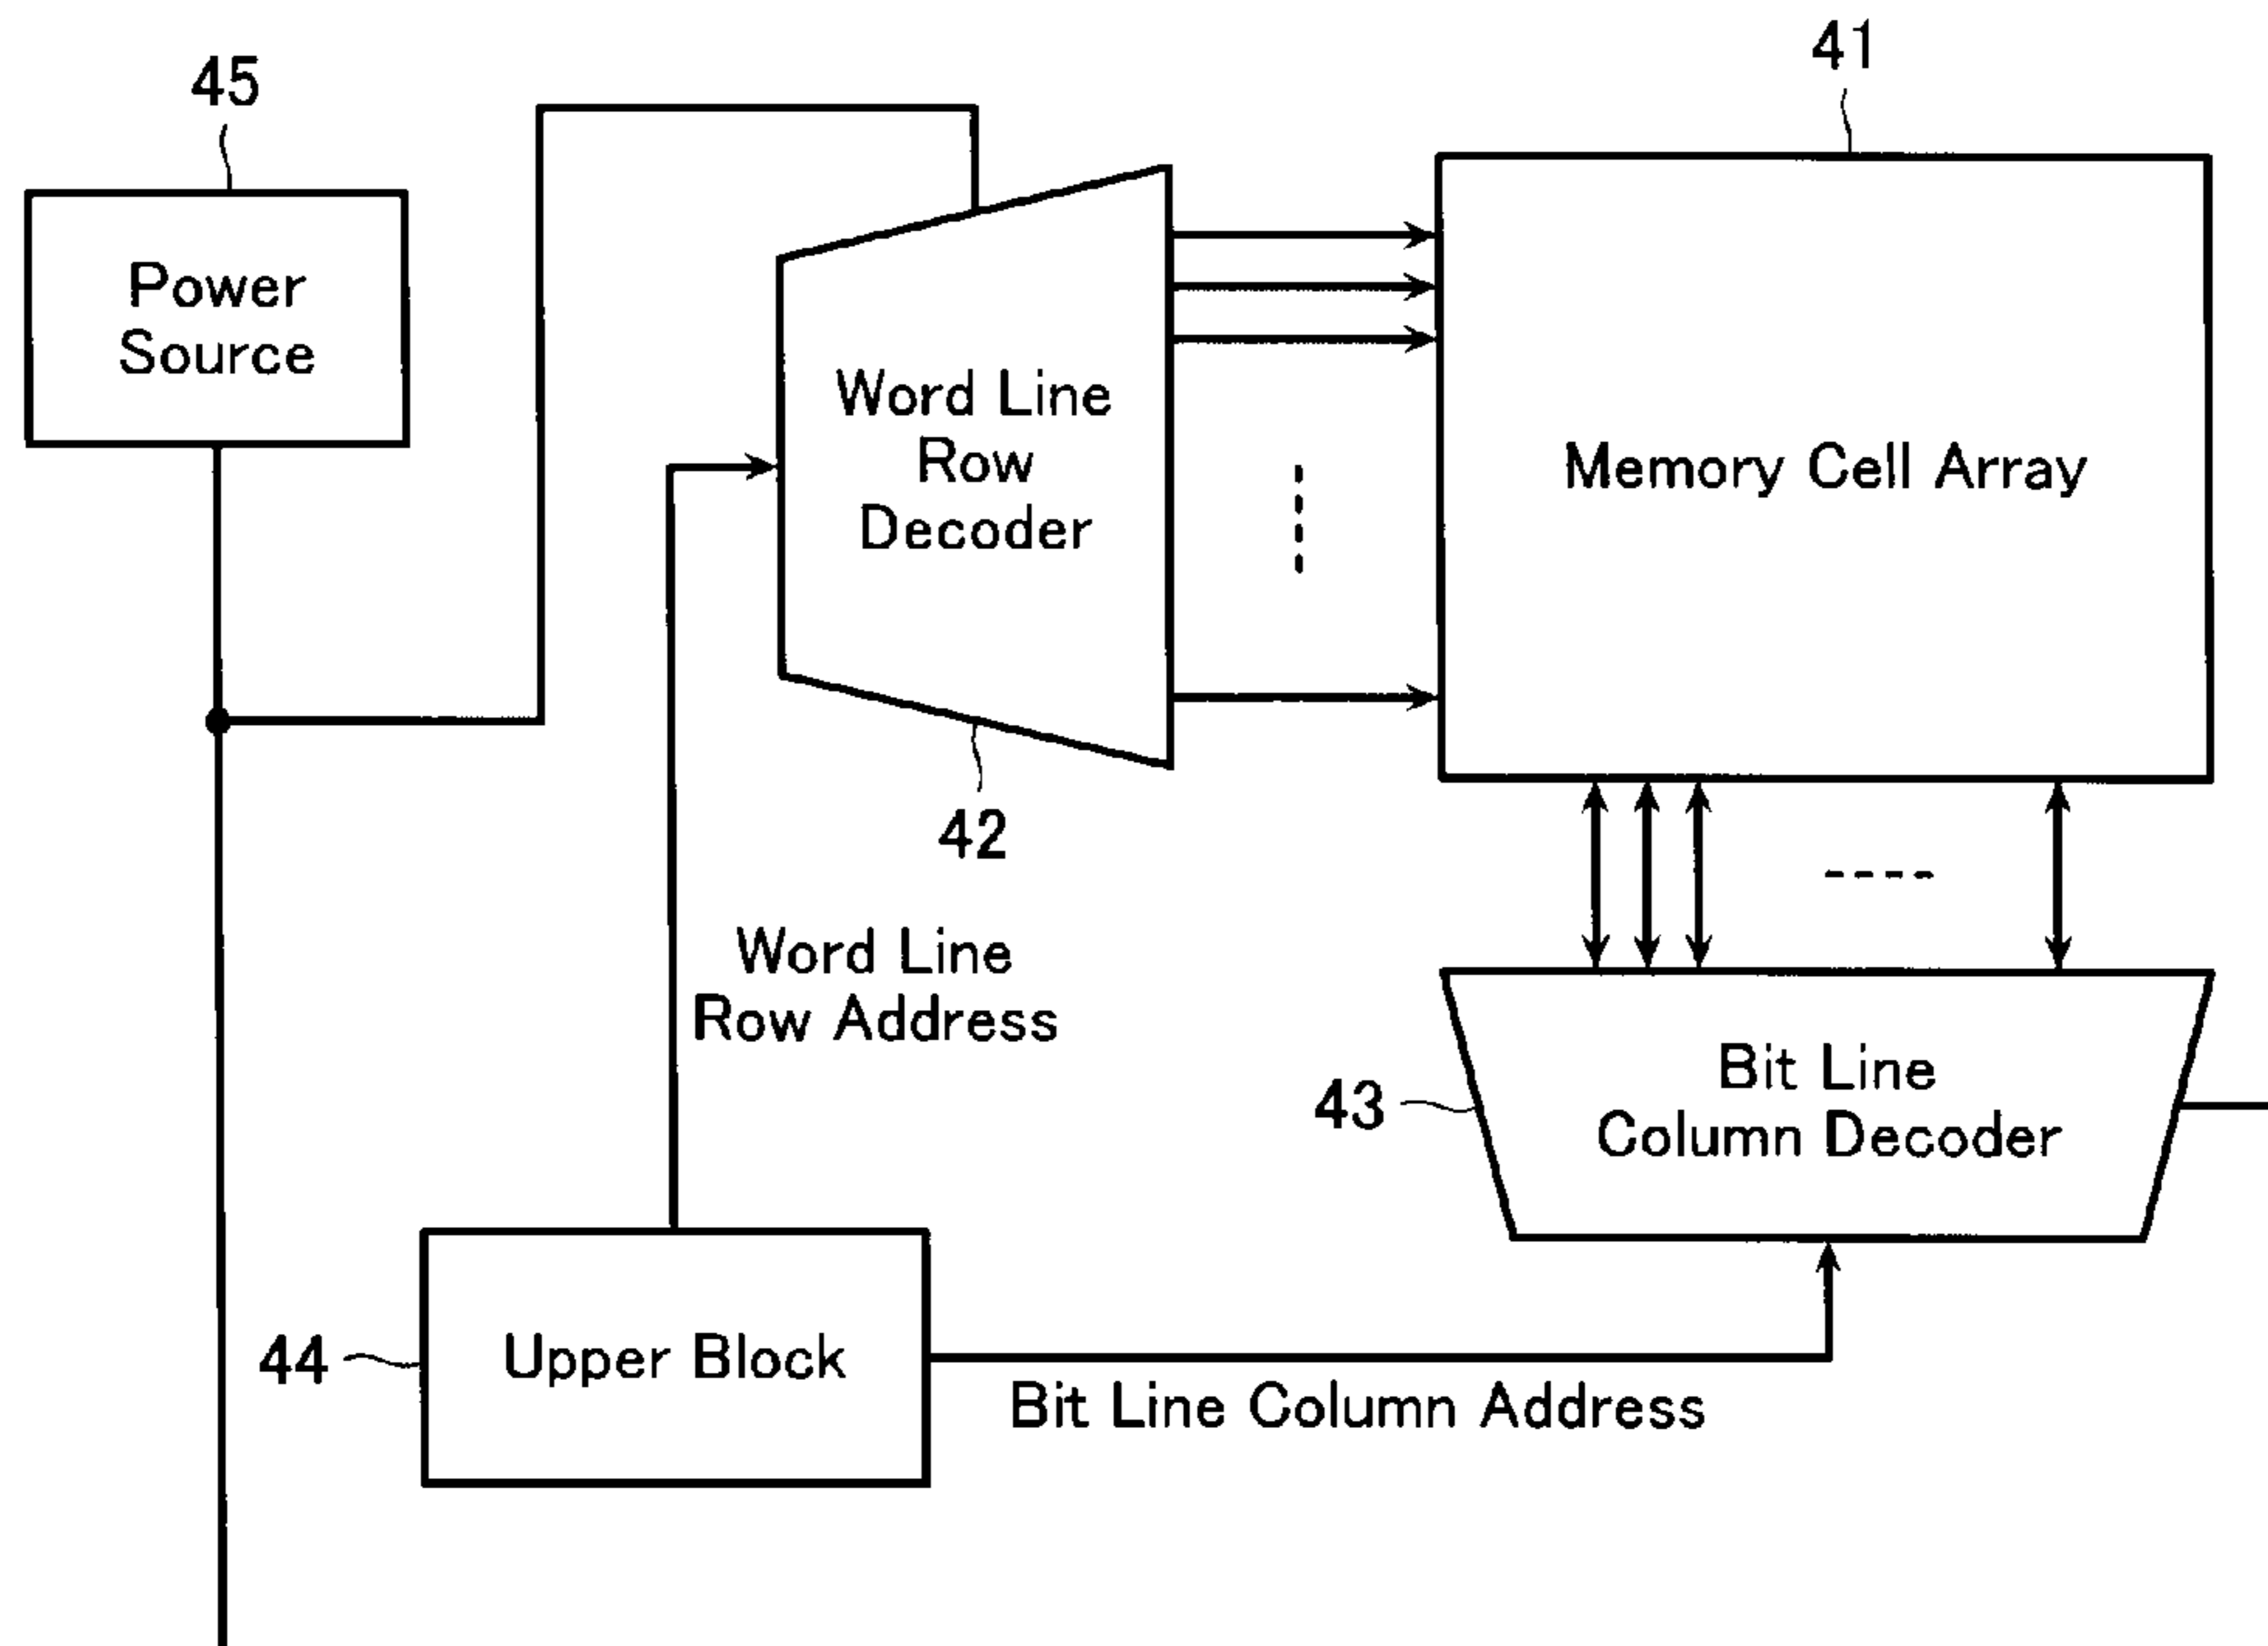 41
45
Power
Source
Word Line
Row
Decoder
Memory Cell Array
42
Word Line
Row Address
Bit Line
Column Decoder
43
44
Upper Block
Bit Line Column Address